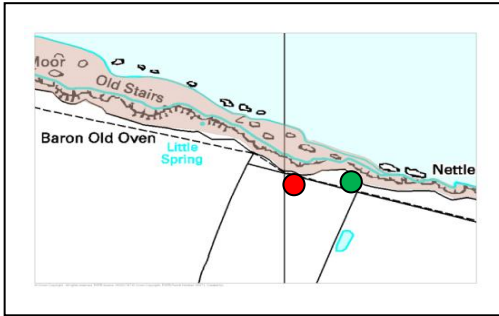 Moor
Old Stairs
Baron Old Oven
Little
Spring
Nettle